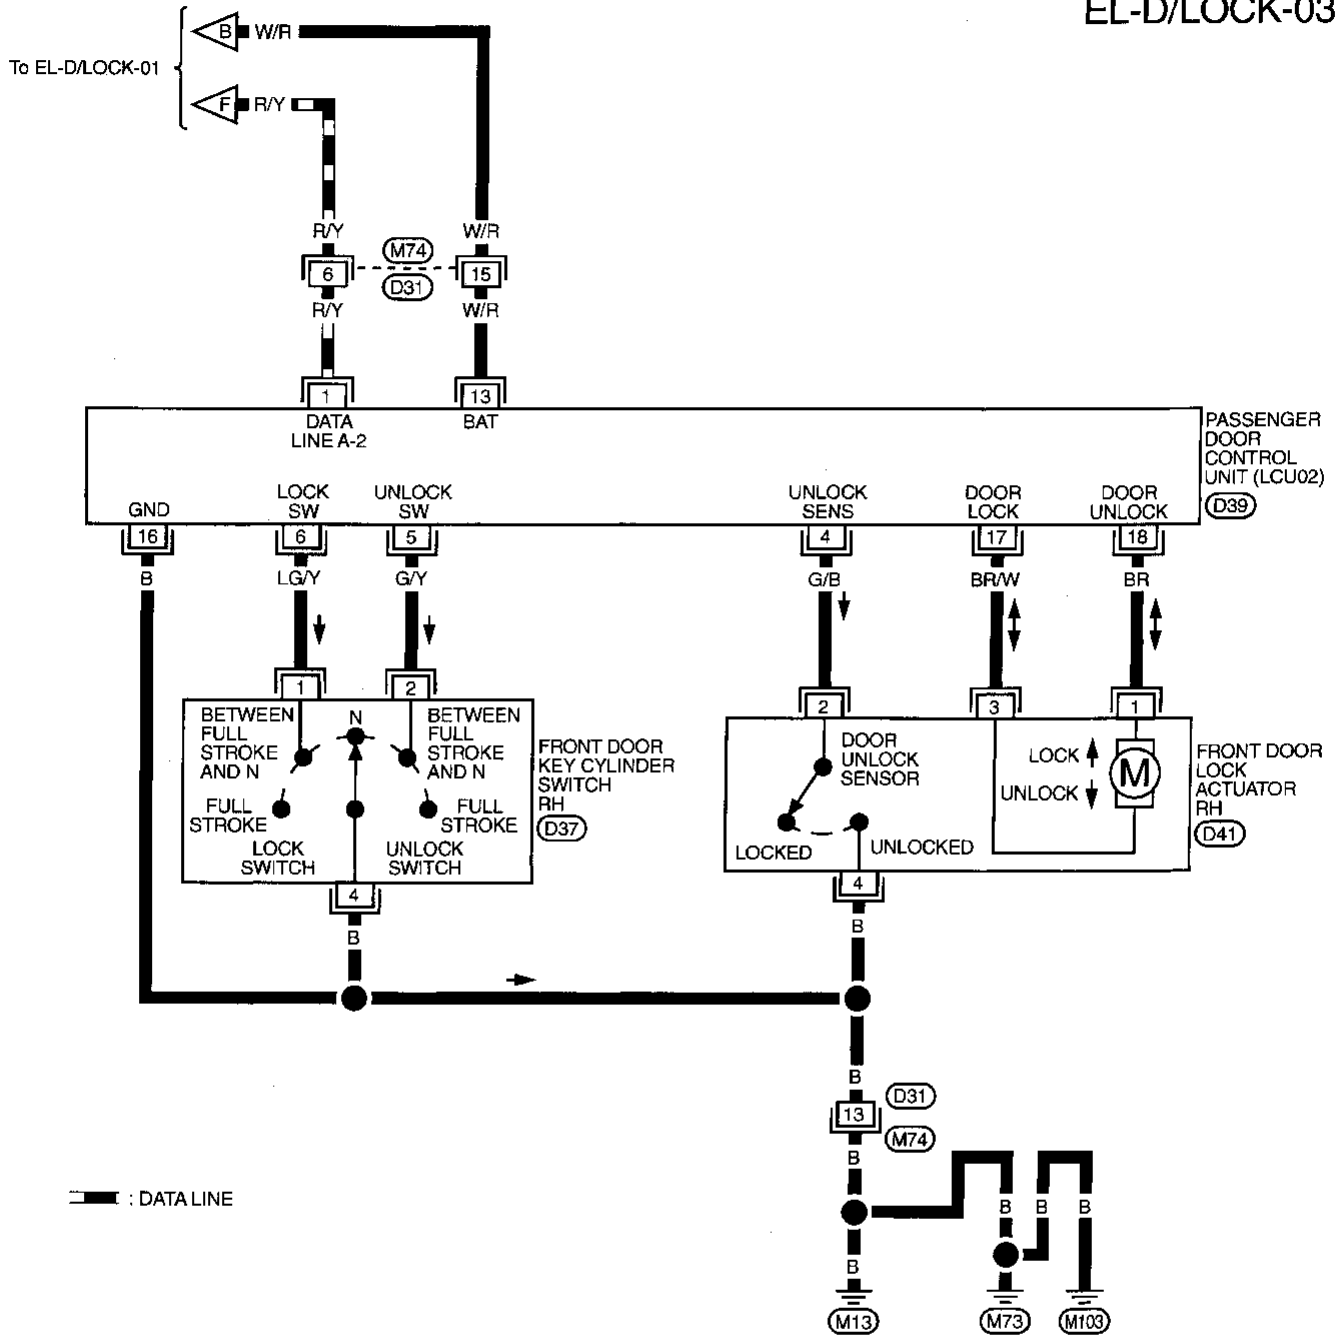 EL-D/LOCK-03
B W/R
To EL-D/LOCK-01
F R/Y
R/Y W/R
M74
6 15
D31
R/Y W/R
1 13
DATA
LINE A-2
BAT
PASSENGER
DOOR
CONTROL
UNIT (LCU02)
D39
GND
LOCK
SW
UNLOCK
SW
UNLOCK
SENS
DOOR
LOCK
DOOR
UNLOCK
16 6 5 4 17 18
B LG/Y G/Y G/B BR/W BR
1 2 2 3 1
BETWEEN
FULL
STROKE
AND N
N
BETWEEN
FULL
STROKE
AND N
FULL
STROKE
FULL
STROKE
LOCK
SWITCH
UNLOCK
SWITCH
FRONT DOOR
KEY CYLINDER
SWITCH
RH
D37
DOOR
UNLOCK
SENSOR
LOCKED
UNLOCKED
LOCK
UNLOCK
M
FRONT DOOR
LOCK
ACTUATOR
RH
D41
4 4
B B
B
13
D31
M74
B
B B B
B
: DATA LINE
M13 M73 M103